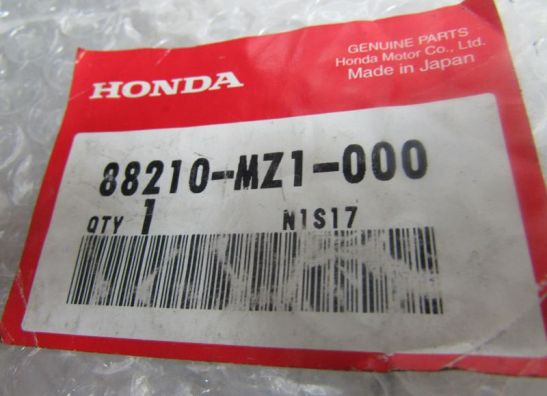 GENUINE PARTS
Honda Motor Co., Ltd.
Made in Japan
HONDA
88210-MZ1-000
QTY 1 N1S17